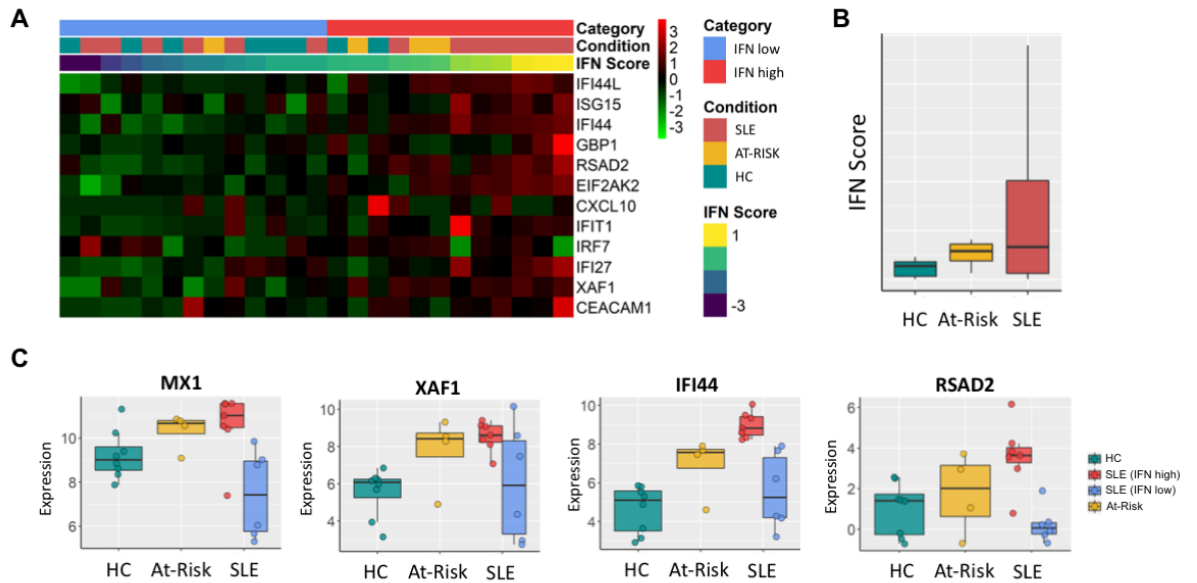 A
Category
Condition
IFN Score
IFI44L
ISG15
IFI44
GBP1
RSAD2
EIF2AK2
CXCL10
IFIT1
IRF7
IFI27
XAF1
CEACAM1
3
2
1
0
-1
-2
-3
Category
IFN low
IFN high
Condition
SLE
AT-RISK
HC
IFN Score
1
-3
B
IFN Score
HC At-Risk SLE
C
MX1
Expression
10
8
6
HC At-Risk SLE
XAF1
Expression
10
8
6
4
HC At-Risk SLE
IFI44
Expression
10
8
6
4
HC At-Risk SLE
RSAD2
Expression
6
4
2
0
HC At-Risk SLE
HC
SLE (IFN high)
SLE (IFN low)
At-Risk